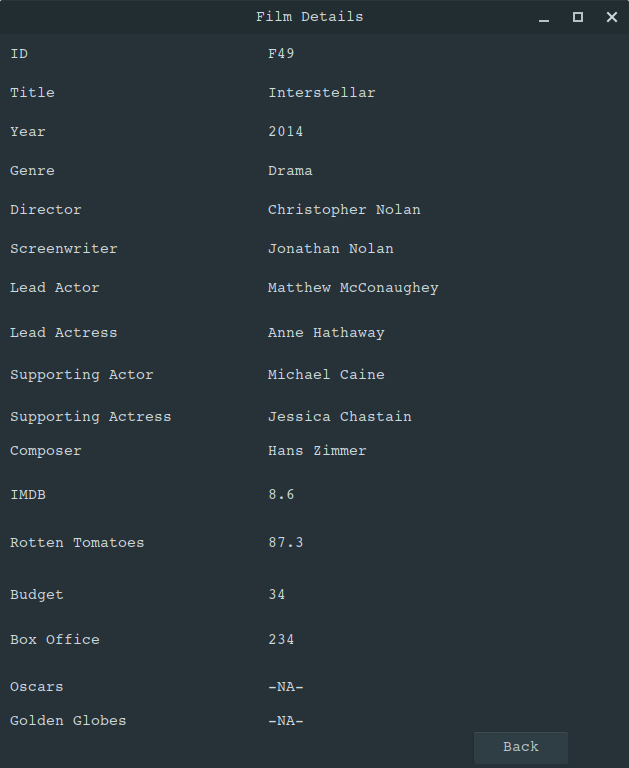 Film Details
ID F49
Title Interstellar
Year 2014
Genre Drama
Director Christopher Nolan
Screenwriter Jonathan Nolan
Lead Actor Matthew McConaughey
Lead Actress Anne Hathaway
Supporting Actor Michael Caine
Supporting Actress Jessica Chastain
Composer Hans Zimmer
IMDB 8.6
Rotten Tomatoes 87.3
Budget 34
Box Office 234
Oscars -NA-
Golden Globes -NA-
Back